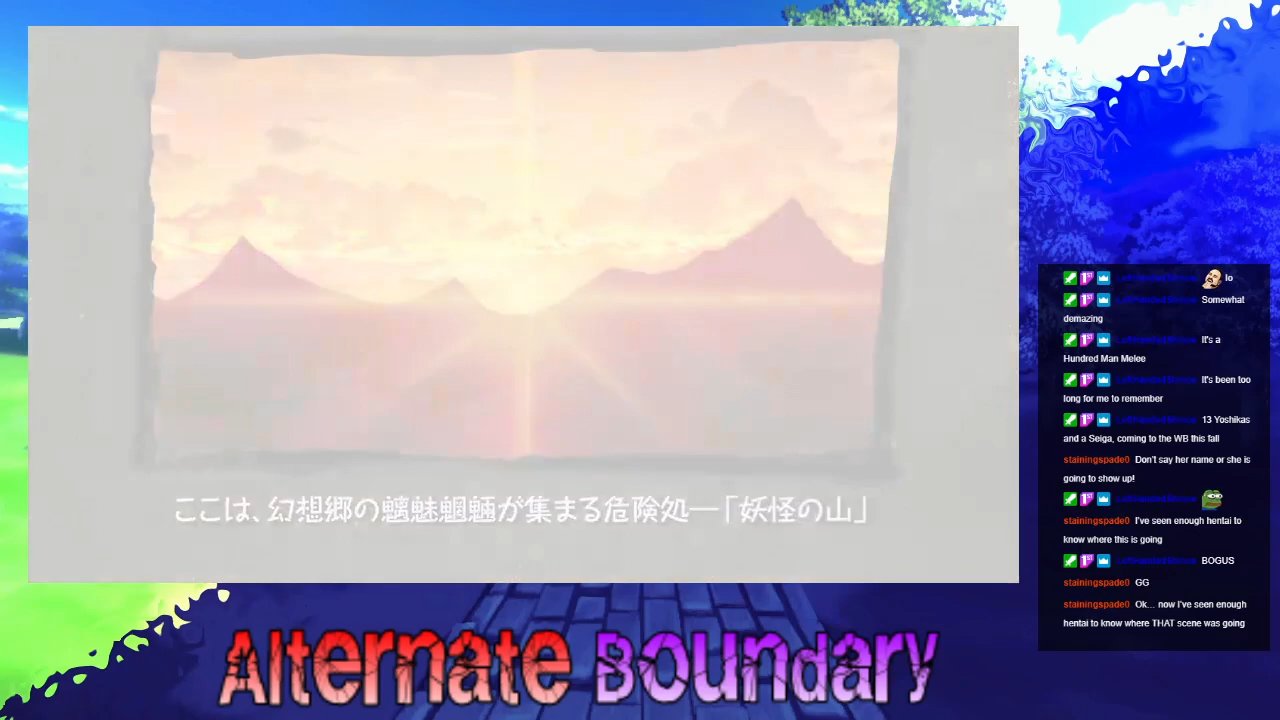 ここは、幻想郷の魑魅魍魎が集まる危険処―「妖怪の山」
lo
Somewhat
demazing
It's a
Hundred Man Melee
It's been too
long for me to remember
13 Yoshikas
and a Seiga, coming to the WB this fall
stainingspade0 Don't say her name or she is
going to show up!
stainingspade0 I've seen enough hentai to
know where this is going
BOGUS
stainingspade0 GG
stainingspade0 Ok... now I've seen enough
hentai to know where THAT scene was going
Alternate Boundary